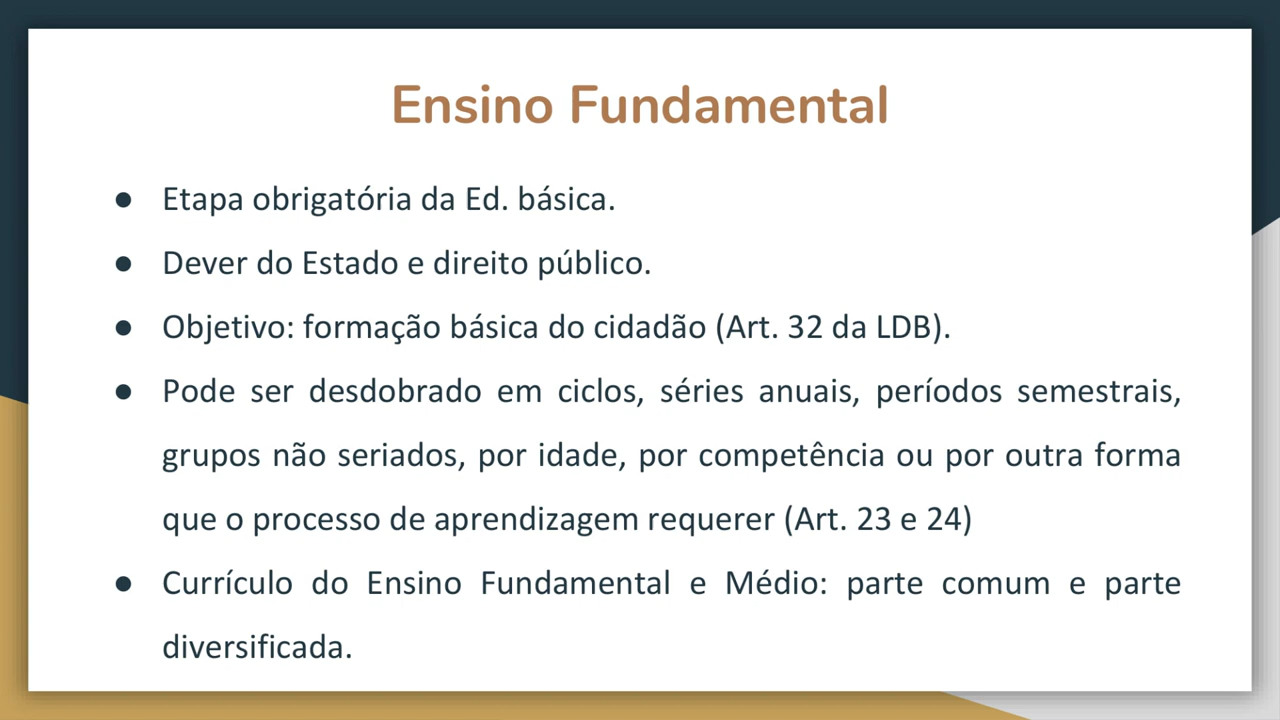 Ensino Fundamental
● Etapa obrigatória da Ed. básica.
● Dever do Estado e direito público.
● Objetivo: formação básica do cidadão (Art. 32 da LDB).
● Pode ser desdobrado em ciclos, séries anuais, períodos semestrais,
grupos não seriados, por idade, por competência ou por outra forma
que o processo de aprendizagem requerer (Art. 23 e 24)
● Currículo do Ensino Fundamental e Médio: parte comum e parte
diversificada.